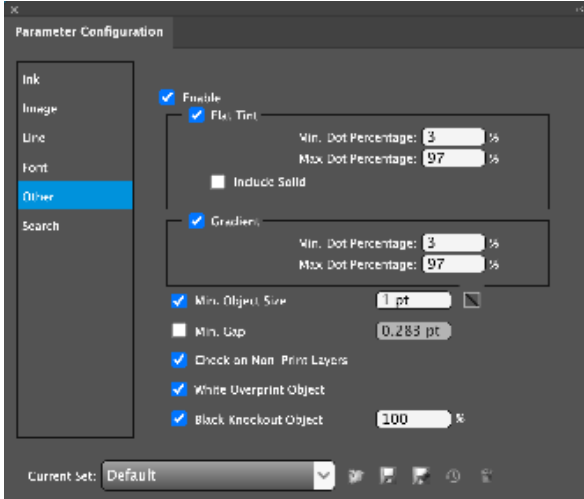 Parameter Configuration
Ink
Image
Line
Font
Other
Search
Enable
Flat Tint
Min. Dot Percentage: 3 %
Max Dot Percentage: 97 %
Include Solid
Gradient
Min. Dot Percentage: 3 %
Max Dot Percentage: 97 %
Min. Object Size 1 pt
Min. Gap 0.283 pt
Check on Non-Print Layers
White Overprint Object
Black Knockout Object 100 %
Current Set: Default